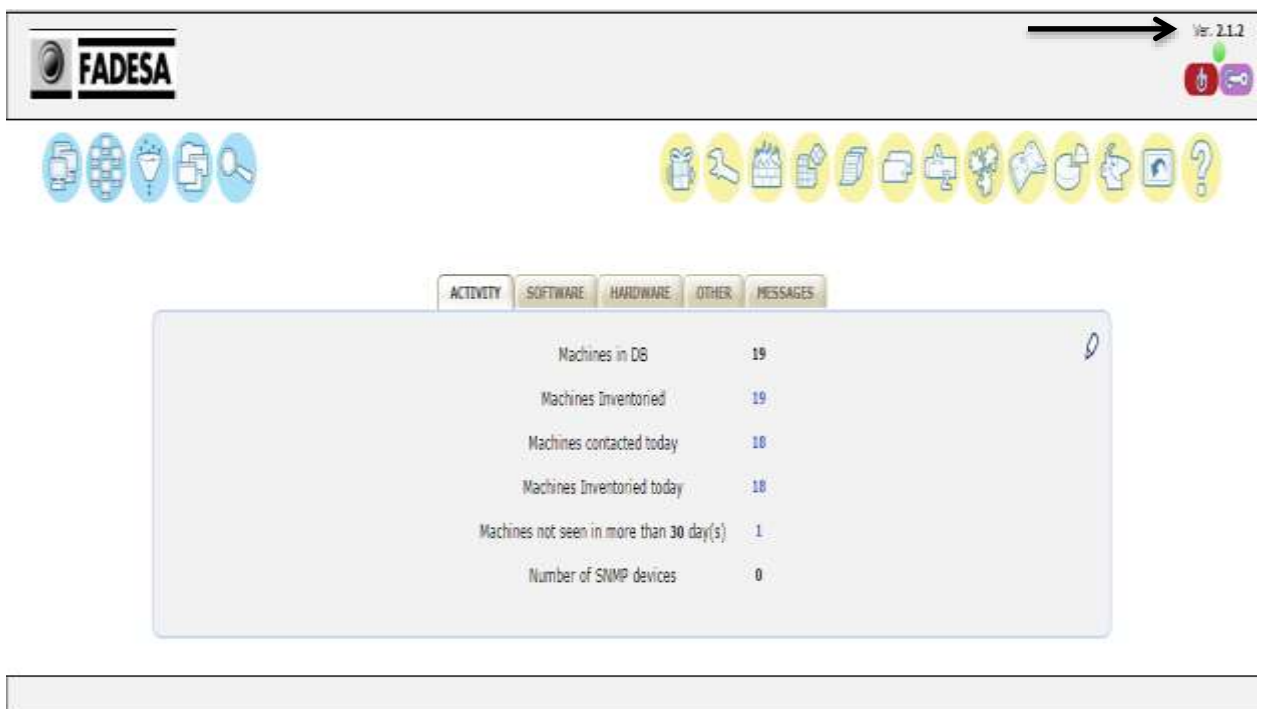 Ver. 2.1.2
FADESA
ACTIVITY SOFTWARE HARDWARE OTHER MESSAGES
Machines in DB 19
Machines Inventoried 19
Machines contacted today 18
Machines Inventoried today 18
Machines not seen in more than 30 day(s) 1
Number of SNMP devices 0